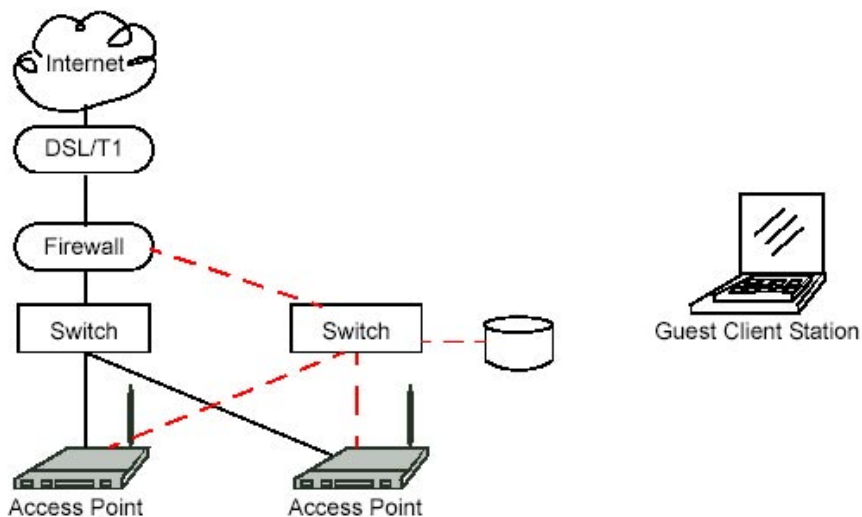 Internet
DSL/T1
Firewall
Switch
Switch
Guest Client Station
Access Point
Access Point